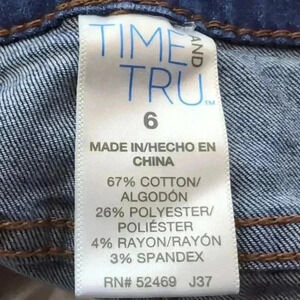 TIME AND
TRU™
6
MADE IN/HECHO EN
CHINA
67% COTTON/
ALGODÓN
26% POLYESTER/
POLIÉSTER
4% RAYON/RAYÓN
3% SPANDEX
RN# 52469 J37